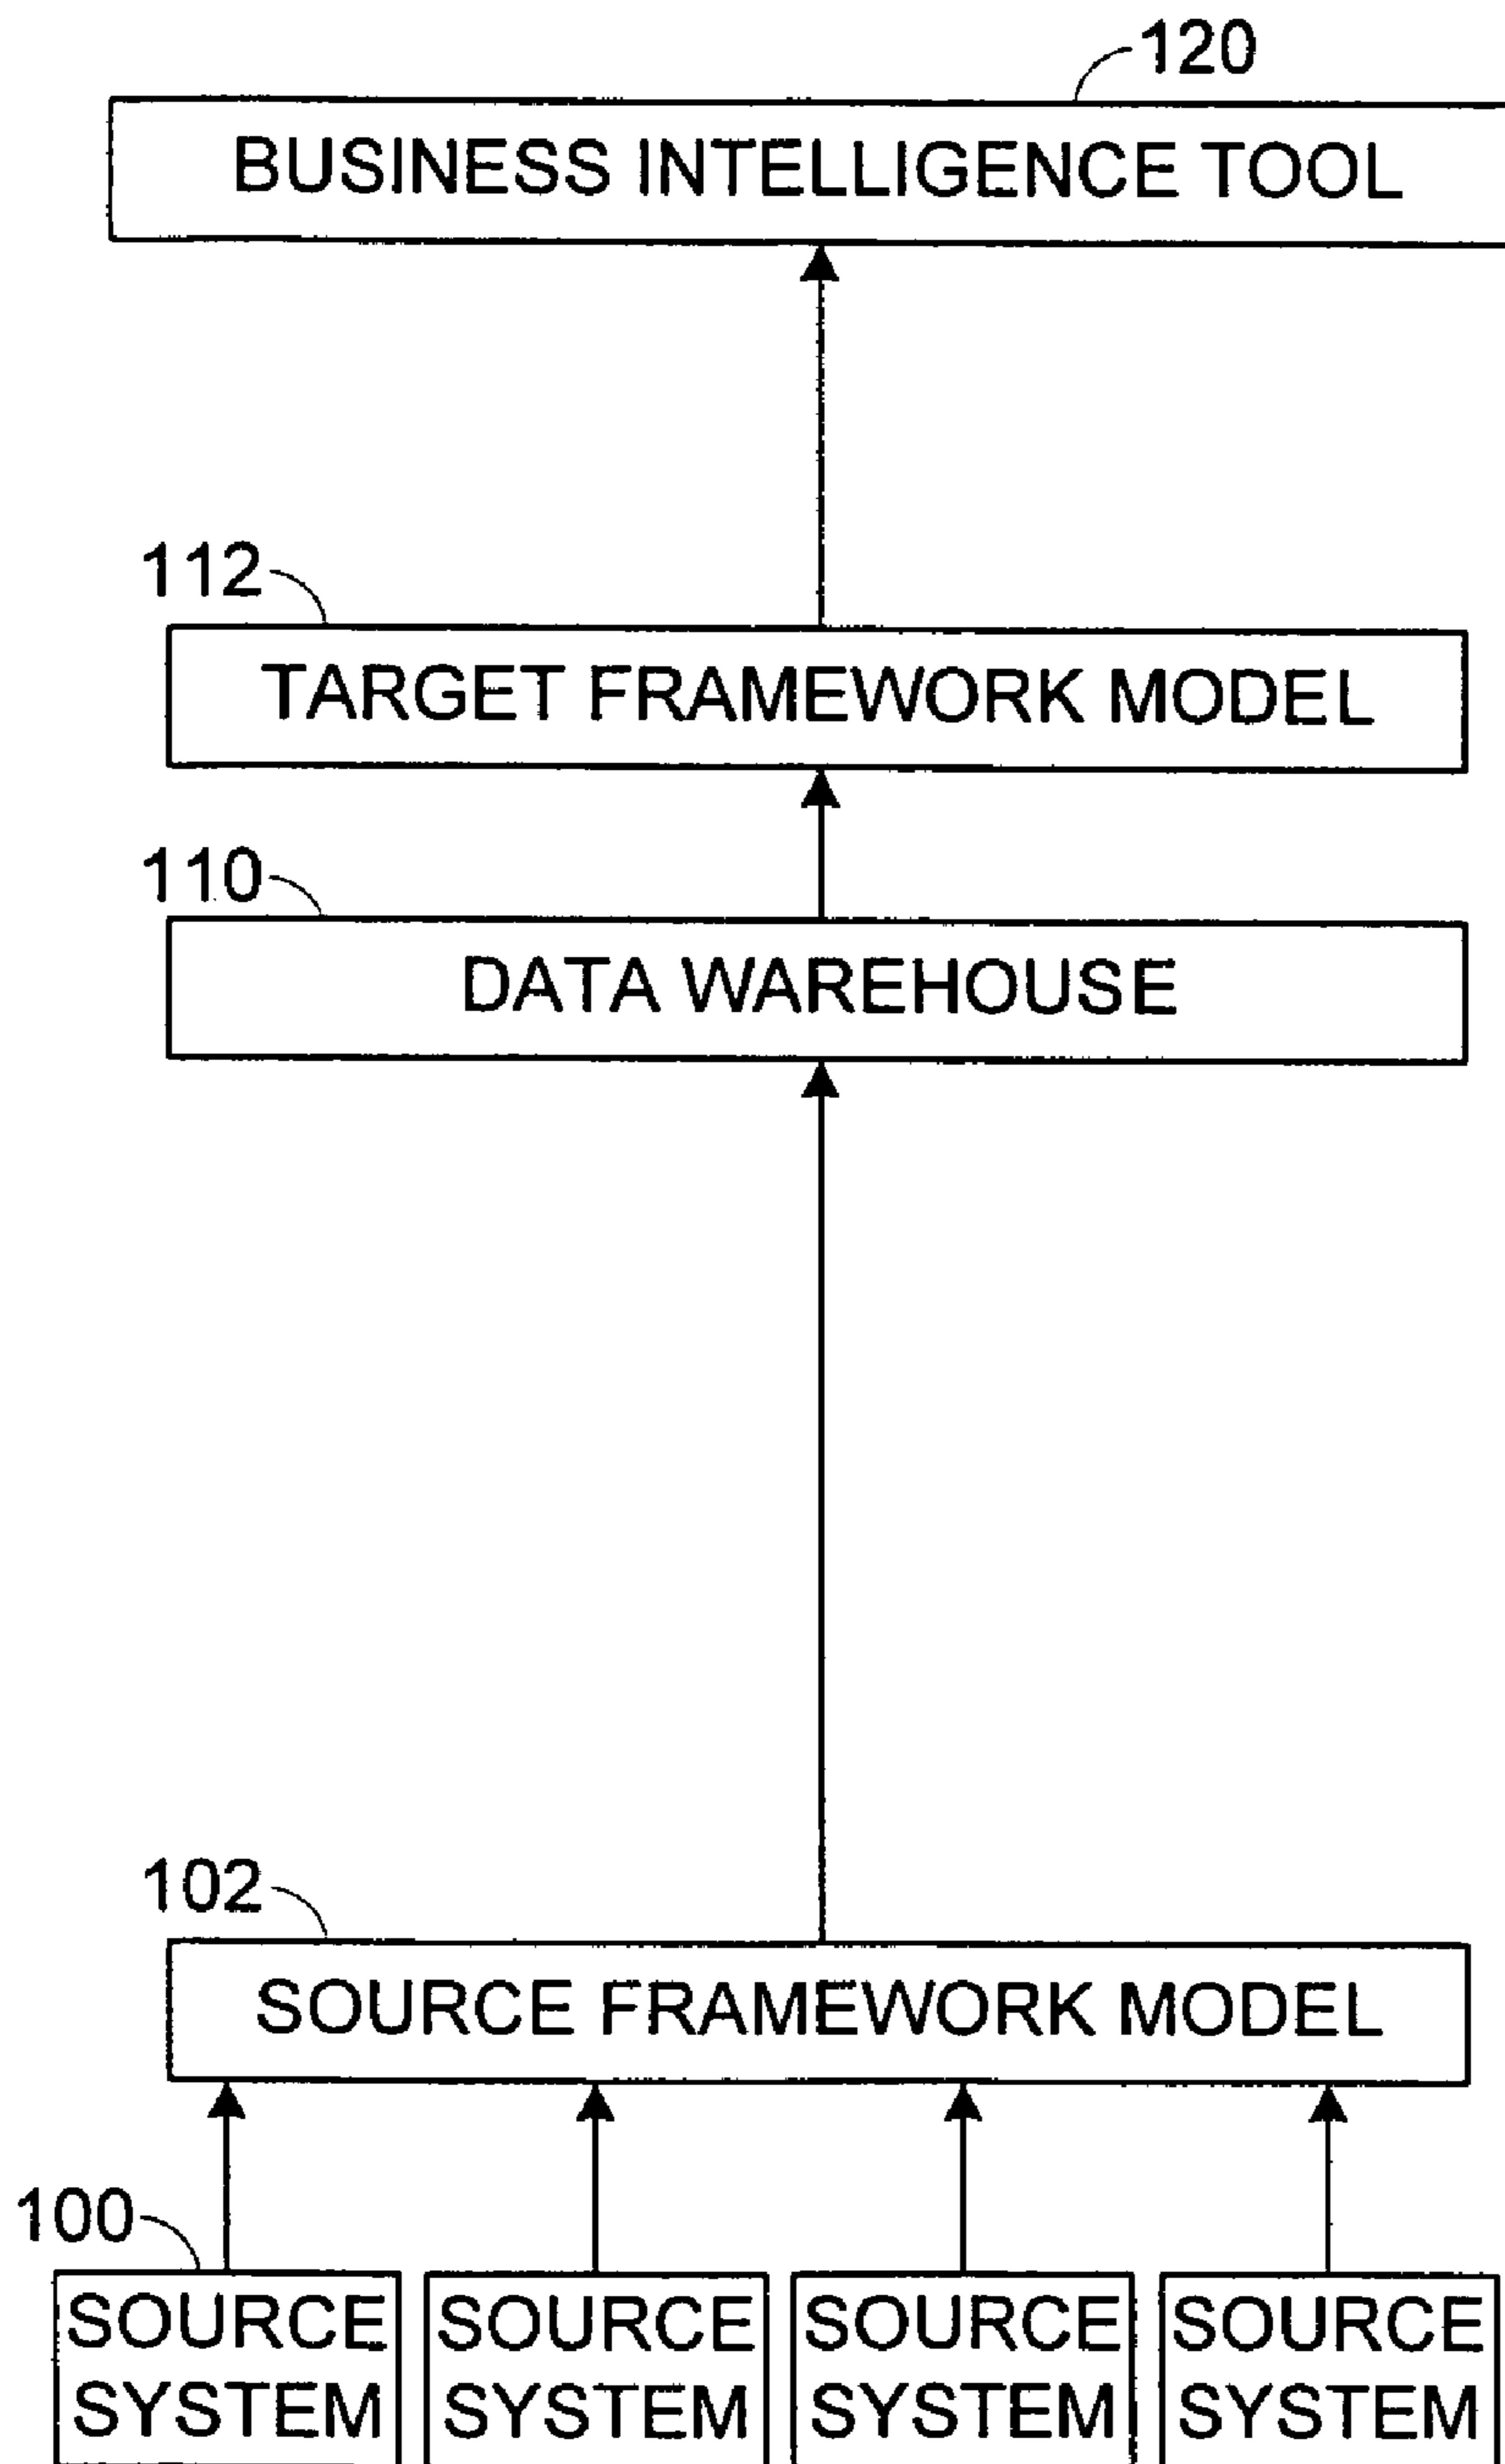 120
BUSINESS INTELLIGENCE TOOL
112
TARGET FRAMEWORK MODEL
110
DATA WAREHOUSE
102
SOURCE FRAMEWORK MODEL
100
SOURCE SYSTEM
SOURCE SYSTEM
SOURCE SYSTEM
SOURCE SYSTEM